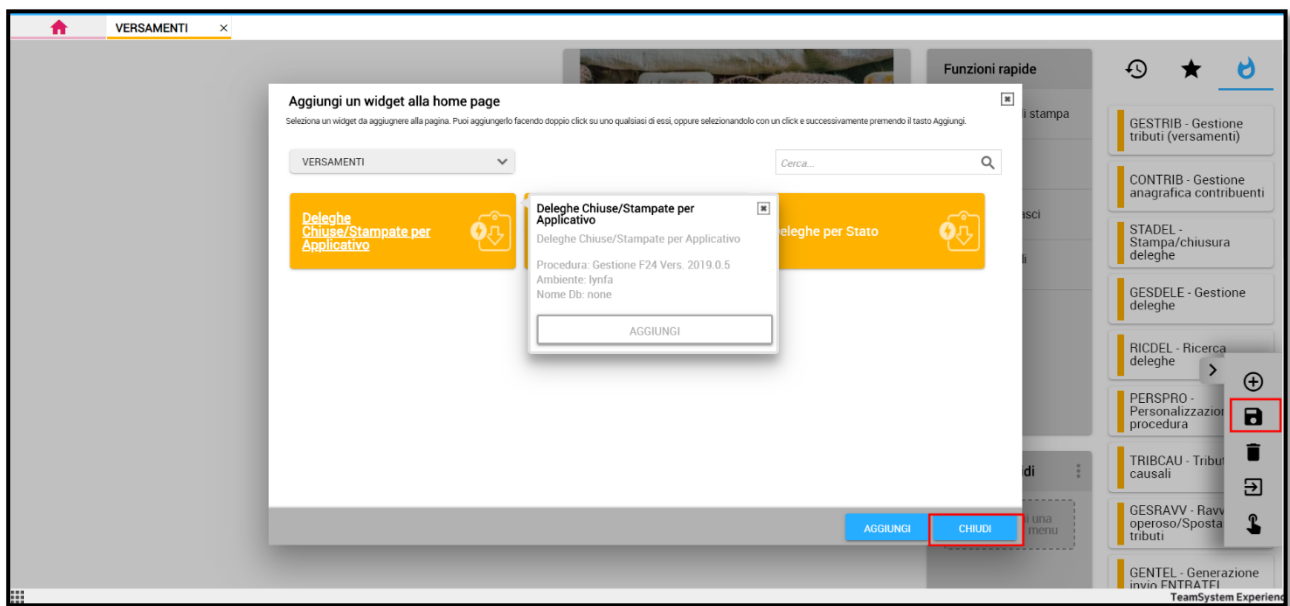 VERSAMENTI ×
Funzioni rapide
Aggiungi un widget alla home page
Seleziona un widget da aggiugnere alla pagina. Puoi aggiungerlo facendo doppio click su uno qualsiasi di essi, oppure selezionandolo con un click e successivamente premendo il tasto Aggiungi.
VERSAMENTI
Cerca...
Deleghe
Chiuse/Stampate per
Applicativo
Deleghe Chiuse/Stampate per
Applicativo
Deleghe Chiuse/Stampate per Applicativo
Procedura: Gestione F24 Vers. 2019.0.5
Ambiente: lynfa
Nome Db: none
AGGIUNGI
eleghe per Stato
AGGIUNGI
CHIUDI
i stampa
asci
di
una
menu
GESTRIB - Gestione
tributi (versamenti)
CONTRIB - Gestione
anagrafica contribuenti
STADEL -
Stampa/chiusura
deleghe
GESDELE - Gestione
deleghe
RICDEL - Ricerca
deleghe
PERSPRO -
Personalizzazion
procedura
TRIBCAU - Tribu
causali
GESRAVV - Ravv
operoso/Sposta
tributi
GENTEL - Generazione
invio ENTRATEL
TeamSystem Experienc